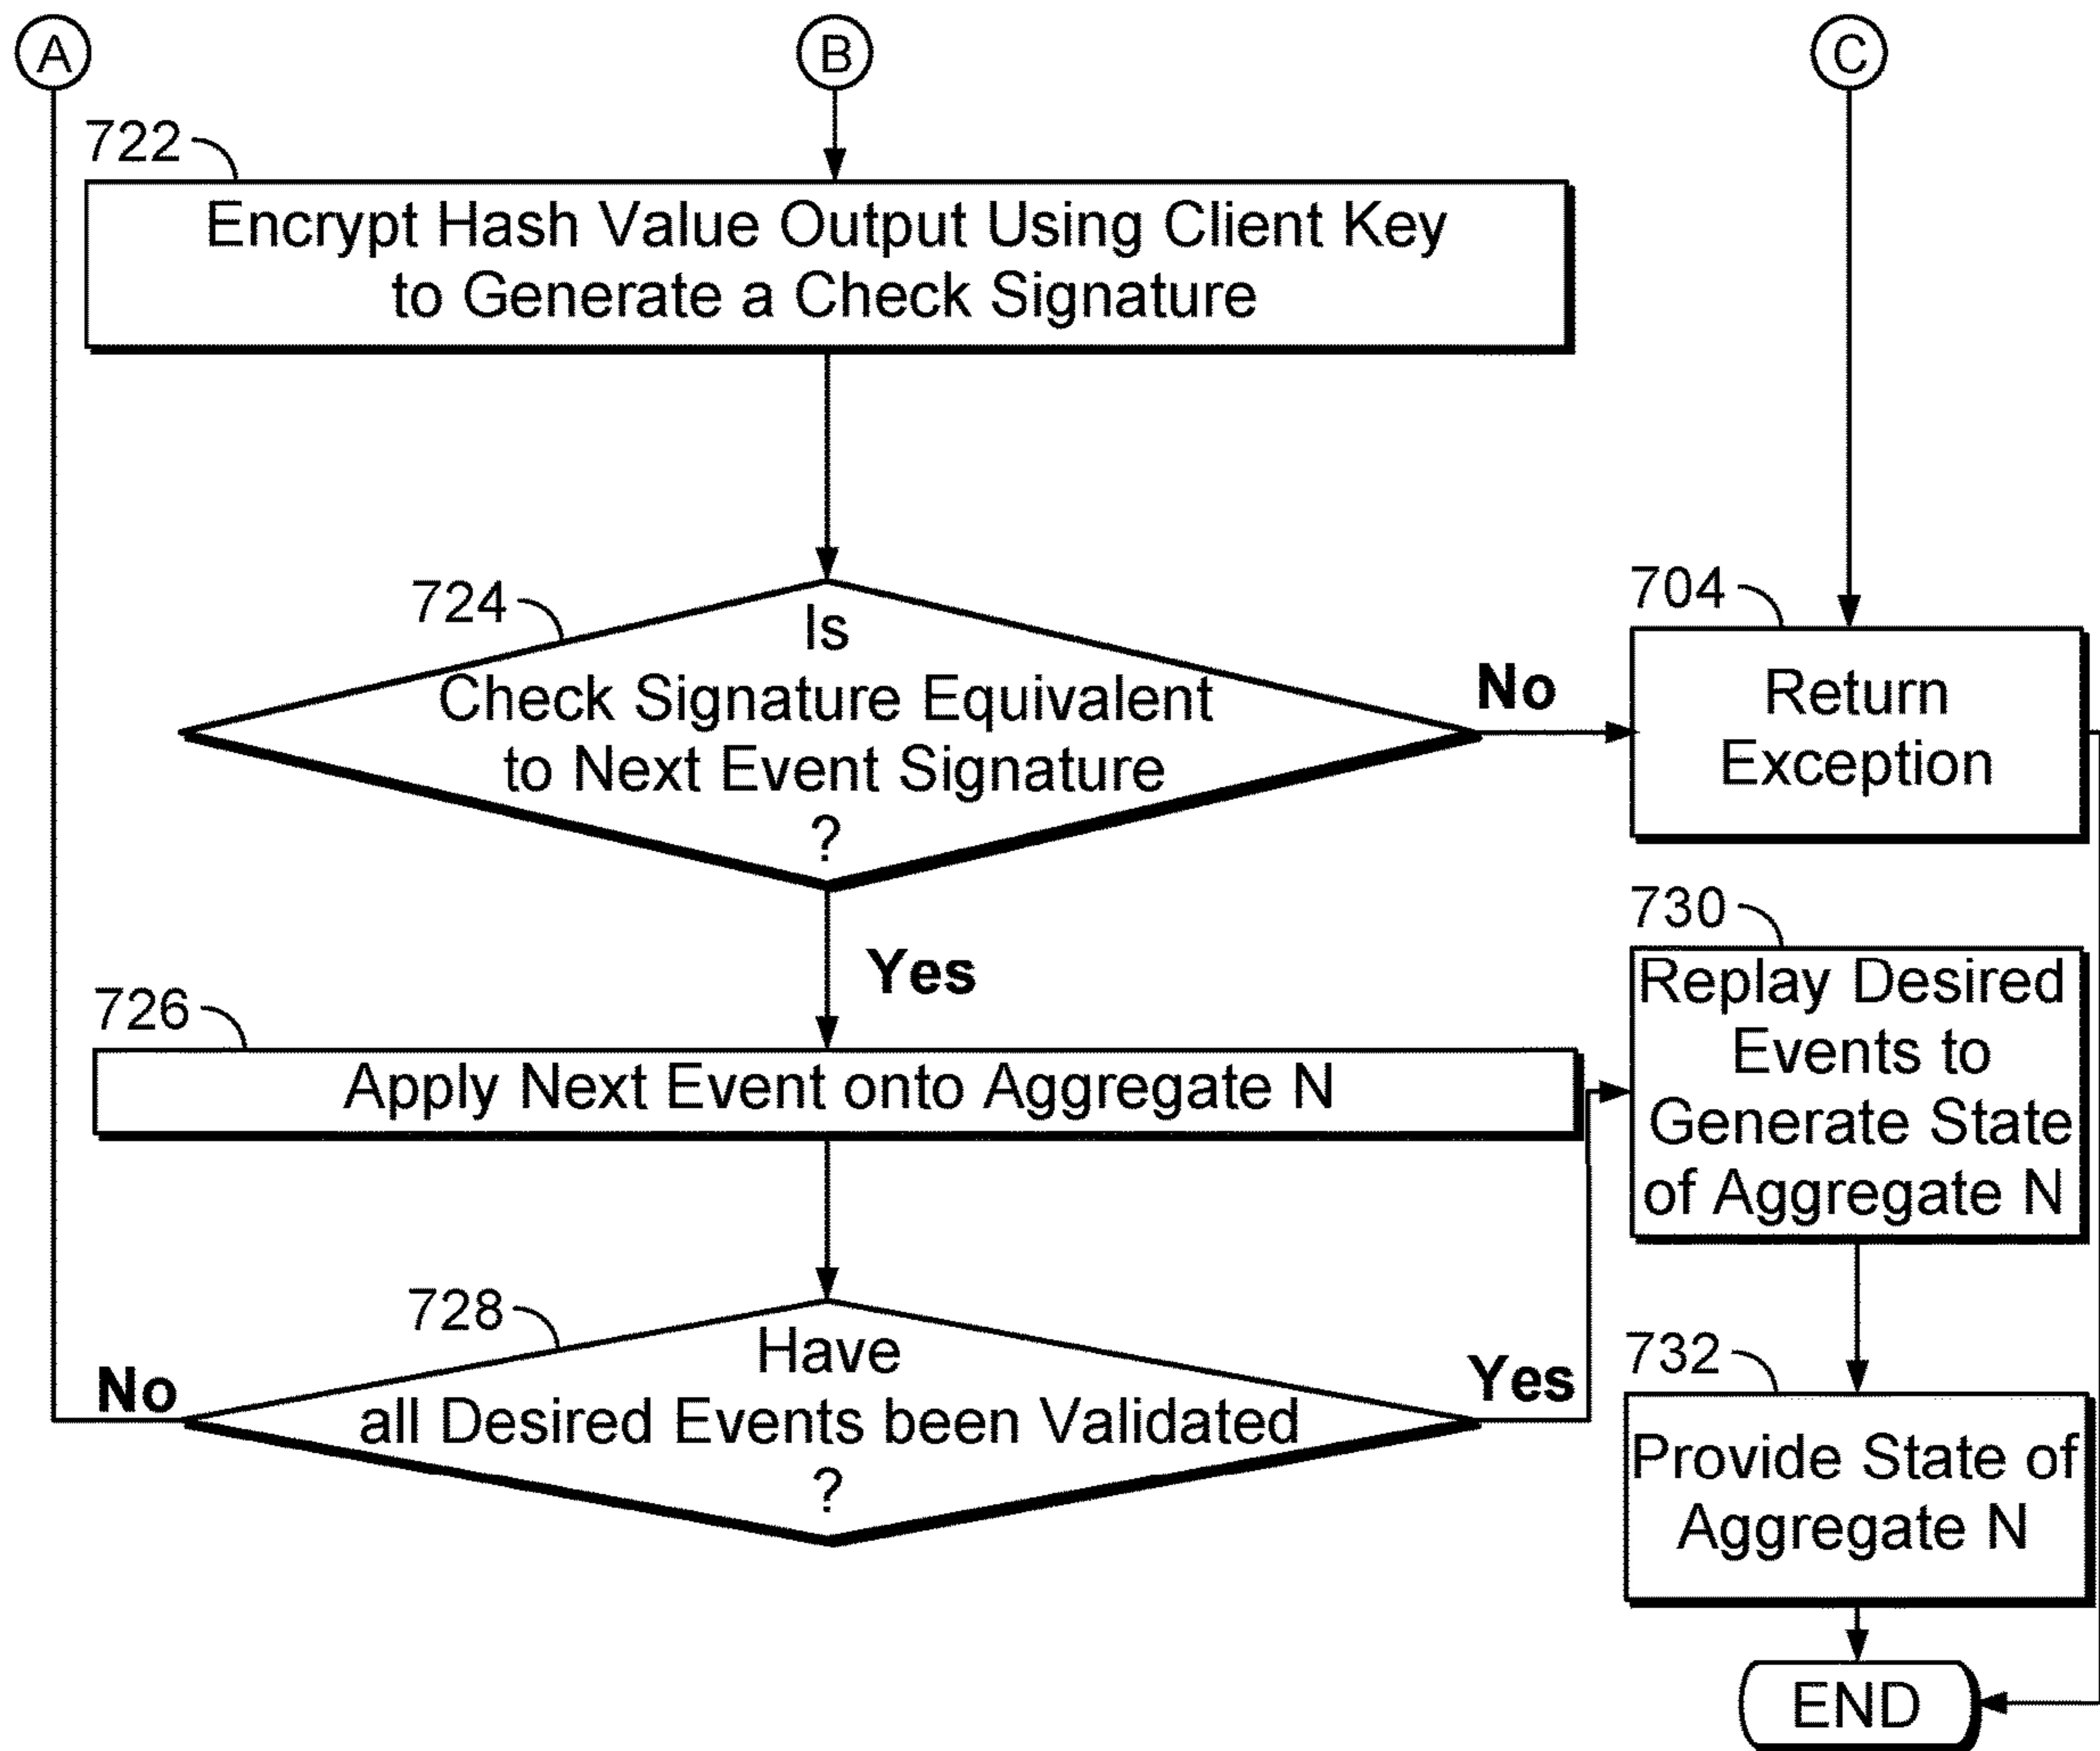 A
B
C
722
Encrypt Hash Value Output Using Client Key
to Generate a Check Signature
724
Is
Check Signature Equivalent
to Next Event Signature
?
No
704
Return
Exception
Yes
726
Apply Next Event onto Aggregate N
730
Replay Desired
Events to
Generate State
of Aggregate N
728
Have
all Desired Events been Validated
?
No
Yes
732
Provide State of
Aggregate N
END